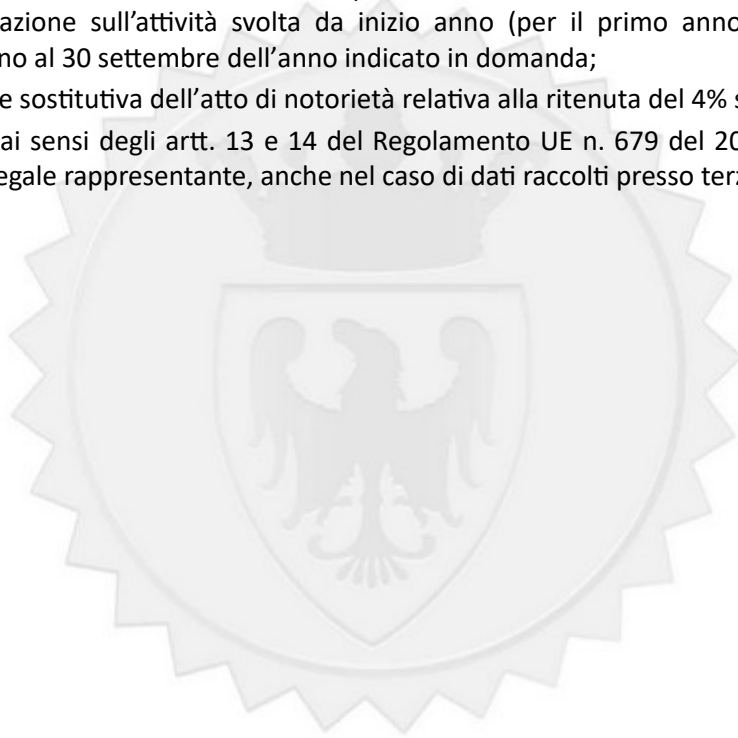 azione sull'attività svolta da inizio anno (per il primo anno
no al 30 settembre dell'anno indicato in domanda;
e sostitutiva dell'atto di notorietà relativa alla ritenuta del 4% s
ai sensi degli artt. 13 e 14 del Regolamento UE n. 679 del 20
egale rappresentante, anche nel caso di dati raccolti presso terz